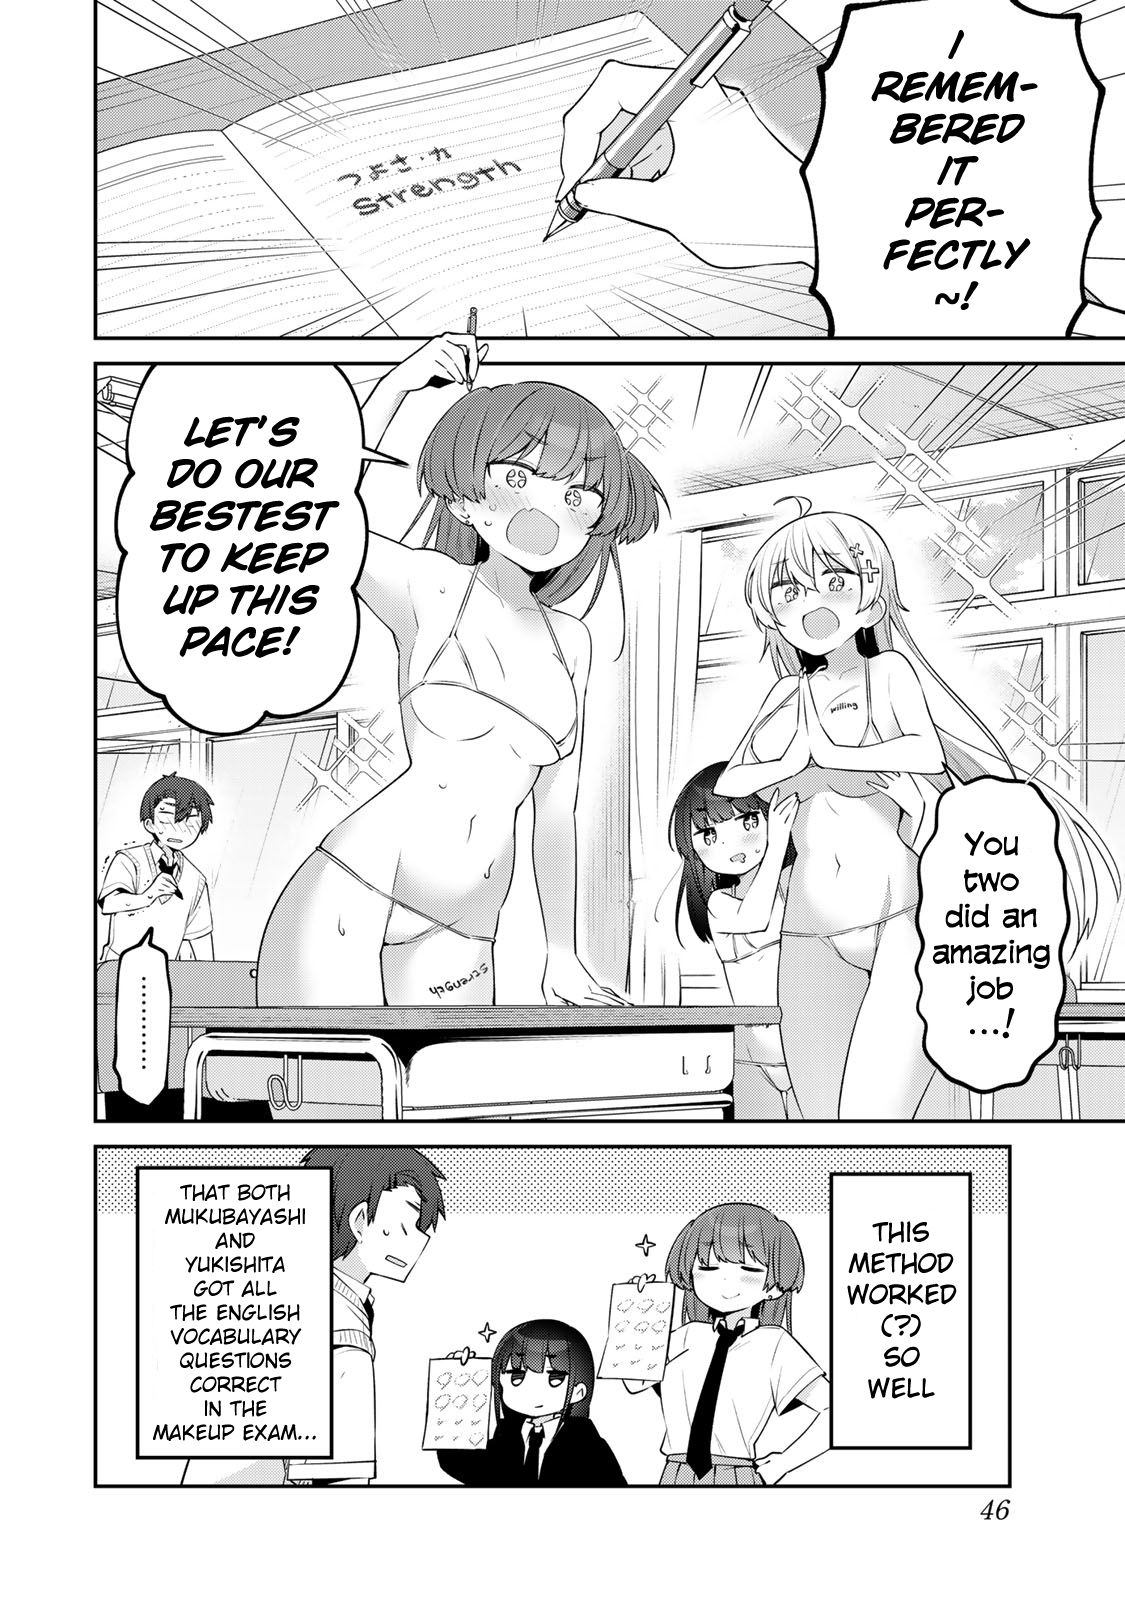 I
REMEM-
BERED
IT
PER-
FECTLY
~!
つよさ、力
Strength
LET'S
DO OUR
BESTEST
TO KEEP
UP THIS
PACE!
willing
strength
You
two
did an
amazing
job
...!
..........
THIS
METHOD
WORKED
(?)
SO
WELL
THAT BOTH
MUKUBAYASHI
AND
YUKISHITA
GOT ALL
THE ENGLISH
VOCABULARY
QUESTIONS
CORRECT
IN THE
MAKEUP EXAM...
46